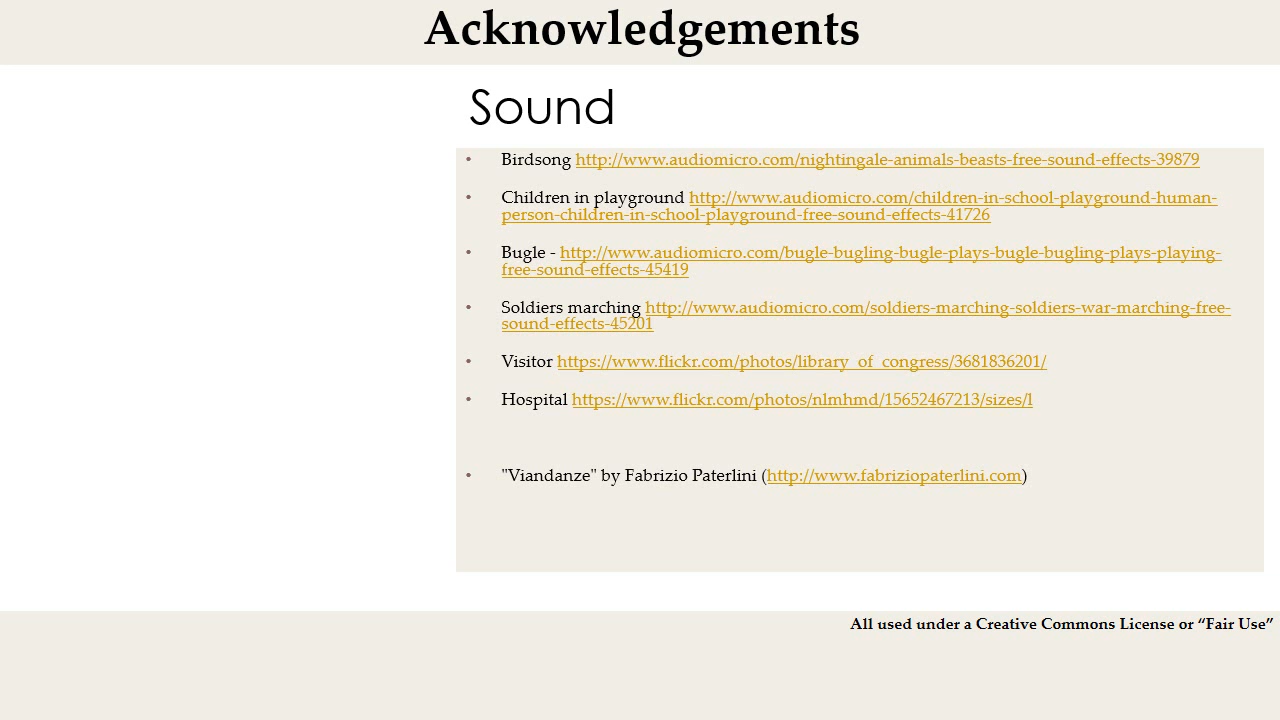 Acknowledgements
Sound
• Birdsong http://www.audiomicro.com/nightingale-animals-beasts-free-sound-effects-39879
• Children in playground http://www.audiomicro.com/children-in-school-playground-human-
person-children-in-school-playground-free-sound-effects-41726
• Bugle - http://www.audiomicro.com/bugle-bugling-bugle-plays-bugle-bugling-plays-playing-
free-sound-effects-45419
• Soldiers marching http://www.audiomicro.com/soldiers-marching-soldiers-war-marching-free-
sound-effects-45201
• Visitor https://www.flickr.com/photos/library_of_congress/3681836201/
• Hospital https://www.flickr.com/photos/nlmhmd/15652467213/sizes/l
• "Viandanze" by Fabrizio Paterlini (http://www.fabriziopaterlini.com)
All used under a Creative Commons License or “Fair Use”